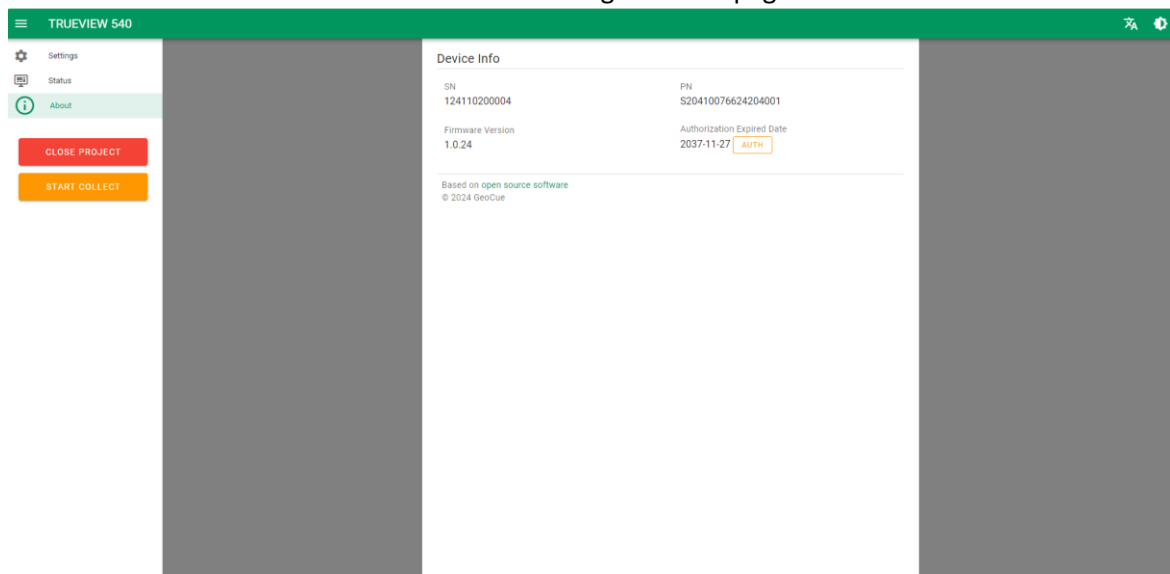 TRUEVIEW 540
Settings
Status
About
CLOSE PROJECT
START COLLECT
Device Info
SN
124110200004
PN
S20410076624204001
Firmware Version
1.0.24
Authorization Expired Date
2037-11-27 AUTH
Based on open source software
© 2024 GeoCue